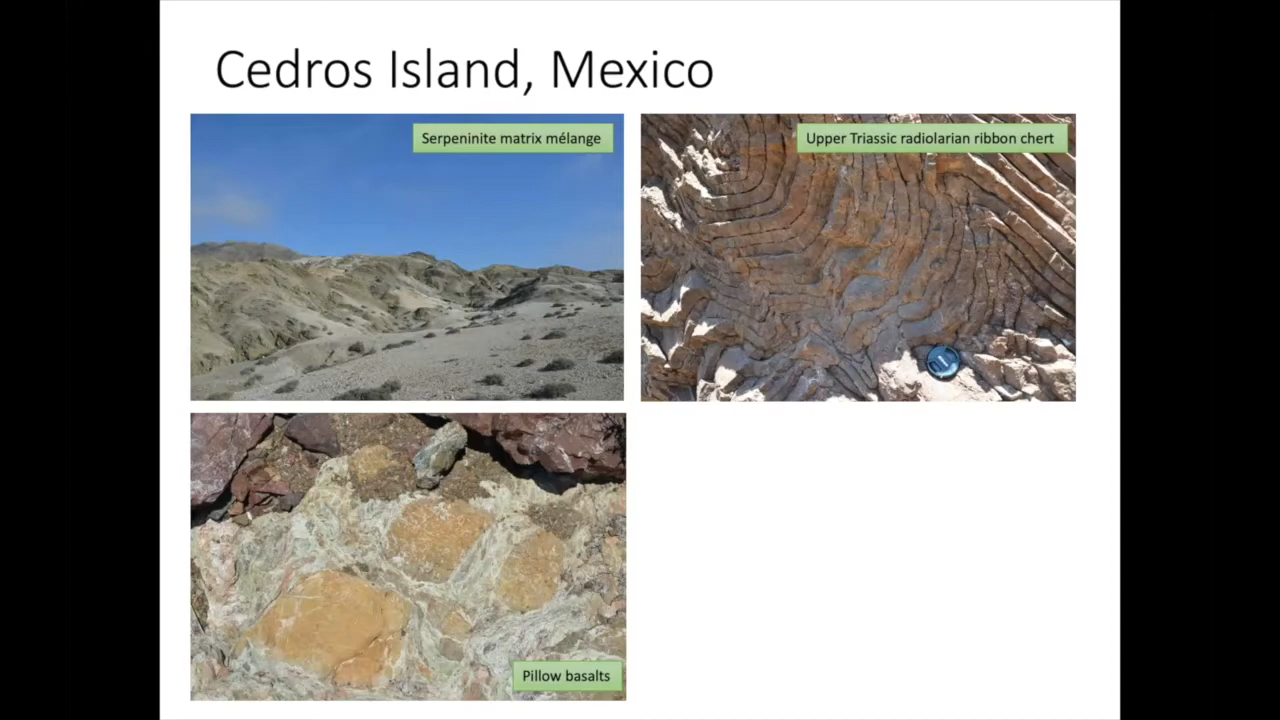 Cedros Island, Mexico
Serpeninite matrix mélange
Upper Triassic radiolarian ribbon chert
Pillow basalts